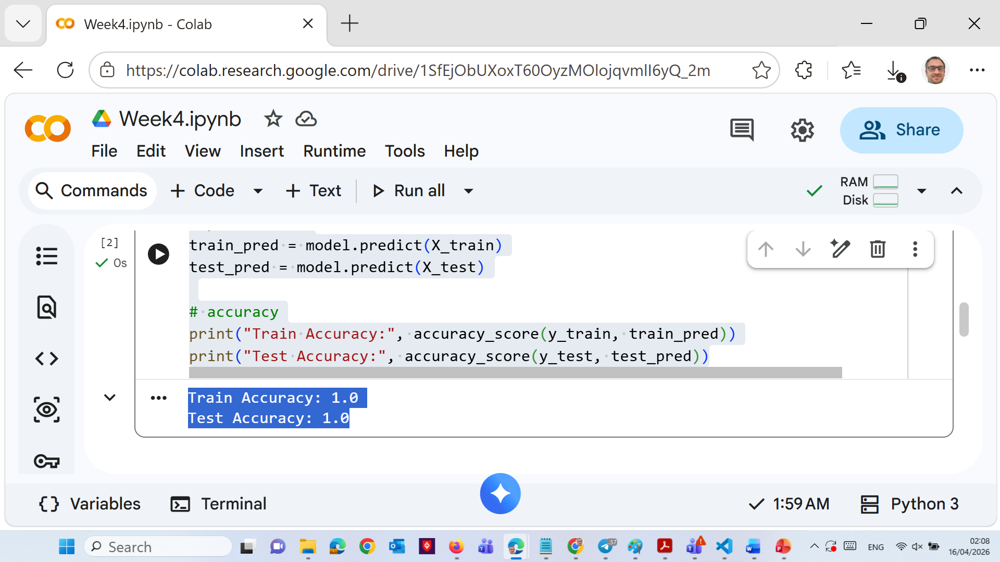 Week4.ipynb - Colab
https://colab.research.google.com/drive/1SfEjObUXoxT60OyzMOlojqvmlI6yQ_2m
Week4.ipynb
File Edit View Insert Runtime Tools Help
Share
Commands + Code + Text Run all
RAM
Disk
[2]
0s
train_pred = model.predict(X_train)
test_pred = model.predict(X_test)
# accuracy
print("Train Accuracy:", accuracy_score(y_train, train_pred))
print("Test Accuracy:", accuracy_score(y_test, test_pred))
Train Accuracy: 1.0
Test Accuracy: 1.0
Variables Terminal 1:59 AM Python 3
Search
57
ENG
02:08
16/04/2026